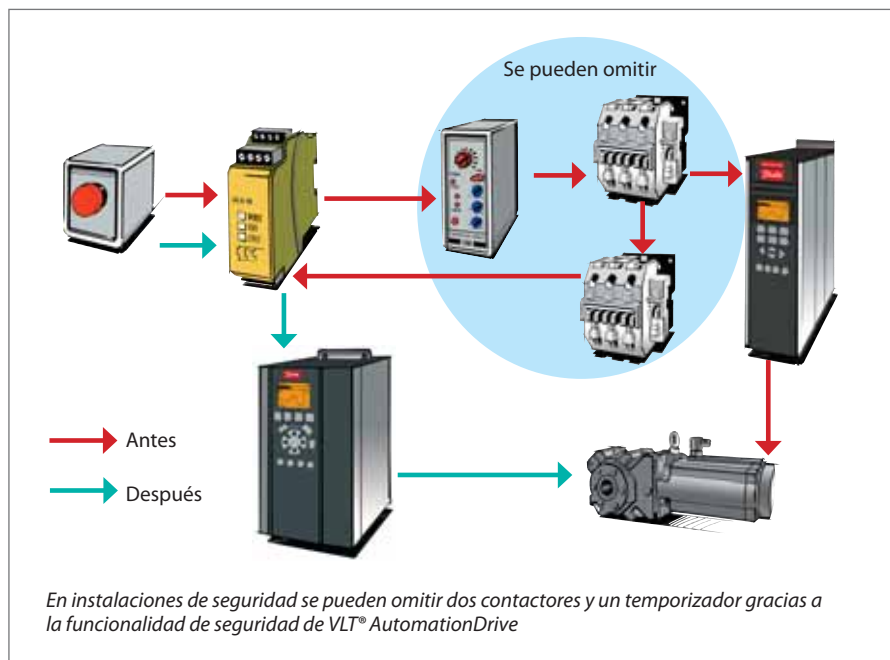 Se pueden omitir
Antes
Después
En instalaciones de seguridad se pueden omitir dos contactores y un temporizador gracias a
la funcionalidad de seguridad de VLT® AutomationDrive